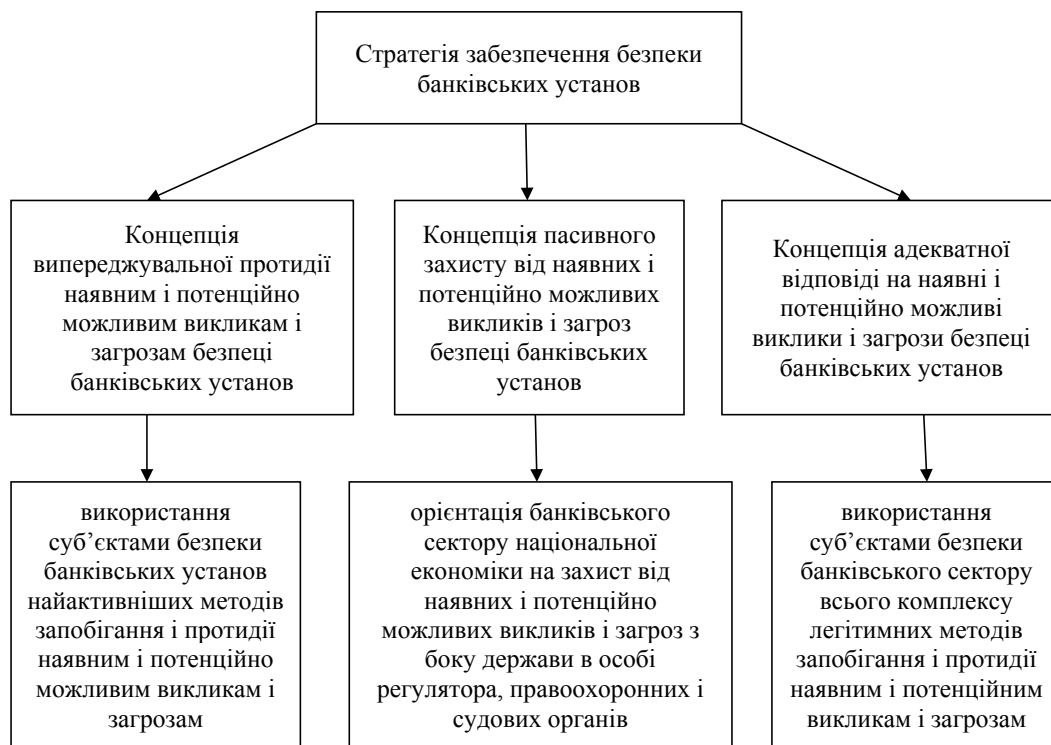 Стратегія забезпечення безпеки
банківських установ
Концепція
випереджувальної протидії
наявним і потенційно
можливим викликам і
загрозам безпеці
банківських установ
Концепція пасивного
захисту від наявних і
потенційно можливих
викликів і загроз
безпеці банківських
установ
Концепція адекватної
відповіді на наявні і
потенційно можливі
виклики і загрози безпеці
банківських установ
використання
суб’єктами безпеки
банківських установ
найактивніших методів
запобігання і протидії
наявним і потенційно
можливим викликам і
загрозам
орієнтація банківського
сектору національної
економіки на захист від
наявних і потенційно
можливих викликів і загроз з
боку держави в особі
регулятора, правоохоронних і
судових органів
використання
суб’єктами безпеки
банківського сектору
всього комплексу
легітимних методів
запобігання і протидії
наявним і потенційним
викликам і загрозам